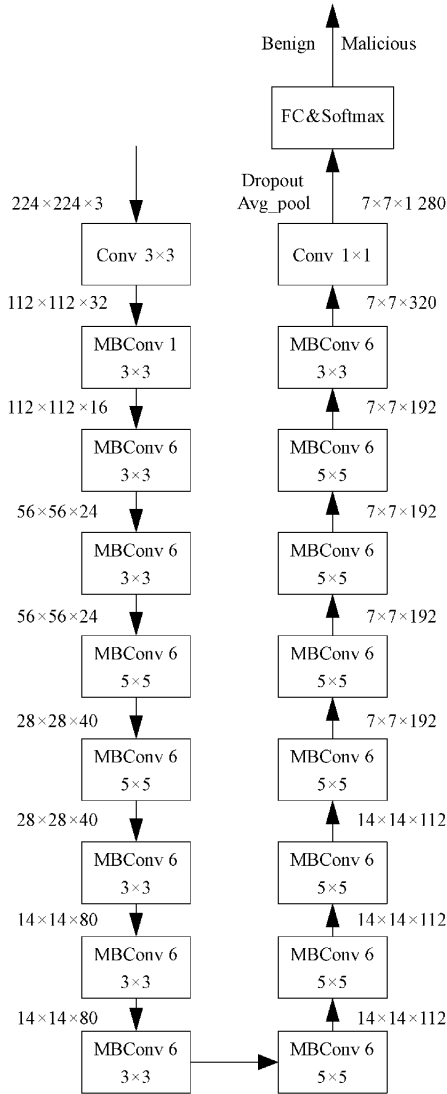 224×224×3
Conv 3×3
112×112×32
MBConv 1
3×3
112×112×16
MBConv 6
3×3
56×56×24
MBConv 6
3×3
56×56×24
MBConv 6
5×5
28×28×40
MBConv 6
5×5
28×28×40
MBConv 6
3×3
14×14×80
MBConv 6
3×3
14×14×80
MBConv 6
3×3
MBConv 6
5×5
14×14×112
MBConv 6
5×5
14×14×112
MBConv 6
5×5
14×14×112
MBConv 6
5×5
7×7×192
MBConv 6
5×5
7×7×192
MBConv 6
5×5
7×7×192
MBConv 6
5×5
7×7×192
MBConv 6
3×3
7×7×320
Conv 1×1
Dropout
Avg_pool
7×7×1 280
FC&Softmax
Benign
Malicious